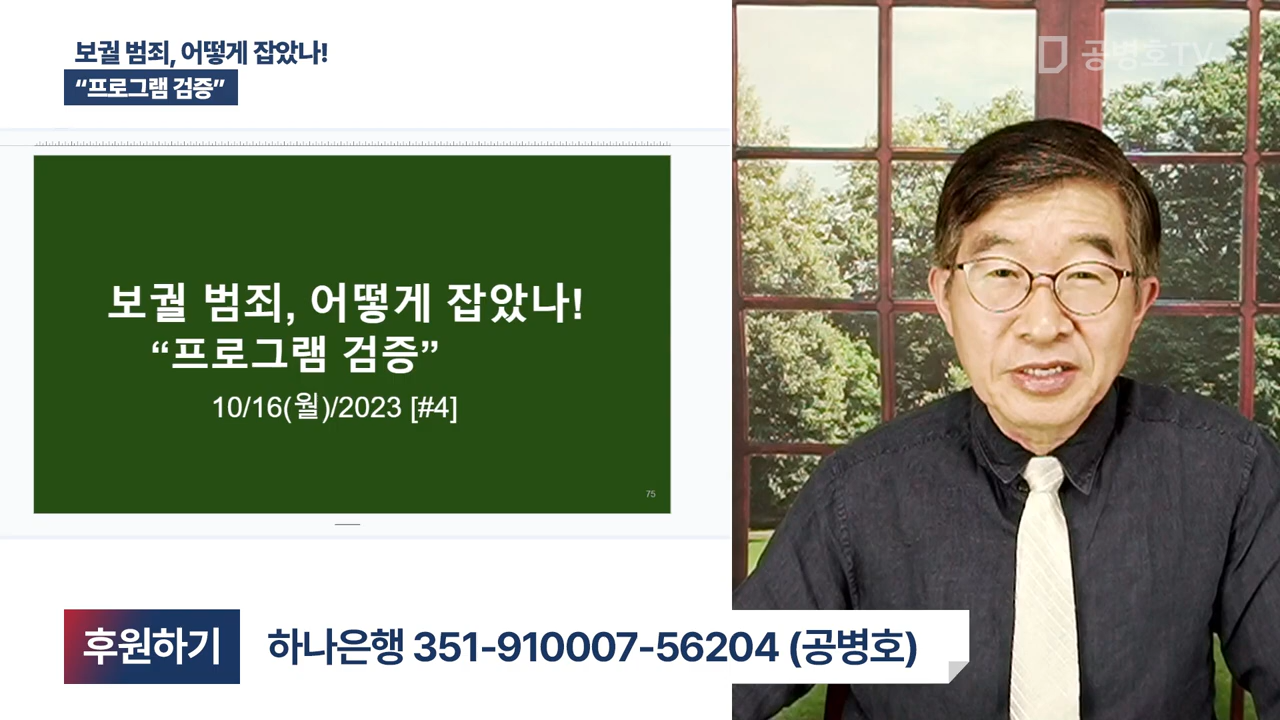 보궐 범죄, 어떻게 잡았나!
“프로그램 검증”
공병호TV
보궐 범죄, 어떻게 잡았나!
“프로그램 검증”
10/16(월)/2023 [#4]
75
후원하기
하나은행 351-910007-56204 (공병호)